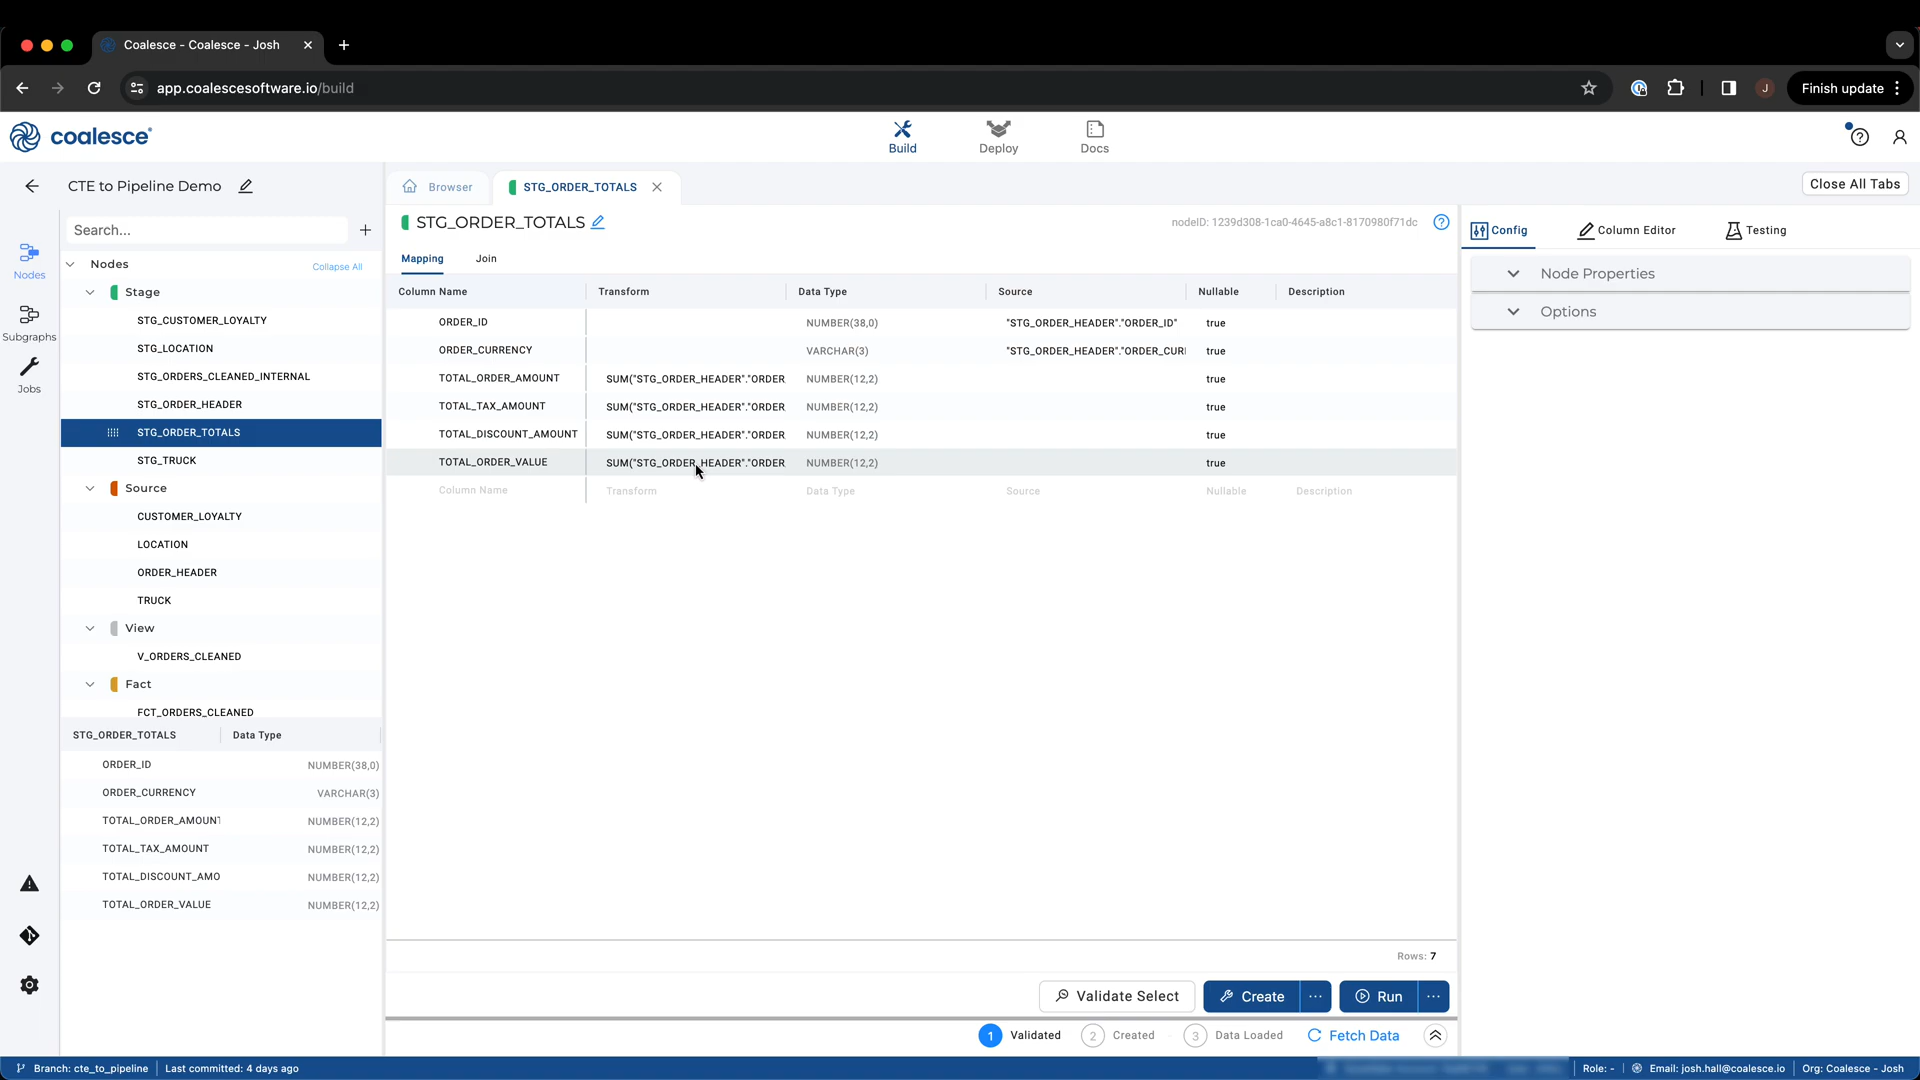 Coalesce - Coalesce - Josh
app.coalescesoftware.io/build
J
Finish update
coalesce
Build
Deploy
Docs
CTE to Pipeline Demo
Browser
STG_ORDER_TOTALS
Close All Tabs
Search...
STG_ORDER_TOTALS
nodeID: 1239d308-1ca0-4645-a8c1-8170980f71dc
Config
Column Editor
Testing
Nodes
Subgraphs
Jobs
Nodes
Collapse All
Stage
STG_CUSTOMER_LOYALTY
STG_LOCATION
STG_ORDERS_CLEANED_INTERNAL
STG_ORDER_HEADER
STG_ORDER_TOTALS
STG_TRUCK
Source
CUSTOMER_LOYALTY
LOCATION
ORDER_HEADER
TRUCK
View
V_ORDERS_CLEANED
Fact
FCT_ORDERS_CLEANED
STG_ORDER_TOTALS Data Type
ORDER_ID NUMBER(38,0)
ORDER_CURRENCY VARCHAR(3)
TOTAL_ORDER_AMOUNT NUMBER(12,2)
TOTAL_TAX_AMOUNT NUMBER(12,2)
TOTAL_DISCOUNT_AMO NUMBER(12,2)
TOTAL_ORDER_VALUE NUMBER(12,2)
Mapping Join
Column Name Transform Data Type Source Nullable Description
ORDER_ID NUMBER(38,0) "STG_ORDER_HEADER"."ORDER_ID" true
ORDER_CURRENCY VARCHAR(3) "STG_ORDER_HEADER"."ORDER_CURI true
TOTAL_ORDER_AMOUNT SUM("STG_ORDER_HEADER"."ORDER NUMBER(12,2) true
TOTAL_TAX_AMOUNT SUM("STG_ORDER_HEADER"."ORDER NUMBER(12,2) true
TOTAL_DISCOUNT_AMOUNT SUM("STG_ORDER_HEADER"."ORDER NUMBER(12,2) true
TOTAL_ORDER_VALUE SUM("STG_ORDER_HEADER"."ORDER NUMBER(12,2) true
Column Name Transform Data Type Source Nullable Description
Node Properties
Options
Rows: 7
Validate Select
Create
Run
1 Validated
2 Created
3 Data Loaded
Fetch Data
Branch: cte_to_pipeline
Last committed: 4 days ago
Role: -
Email: josh.hall@coalesce.io
Org: Coalesce - Josh